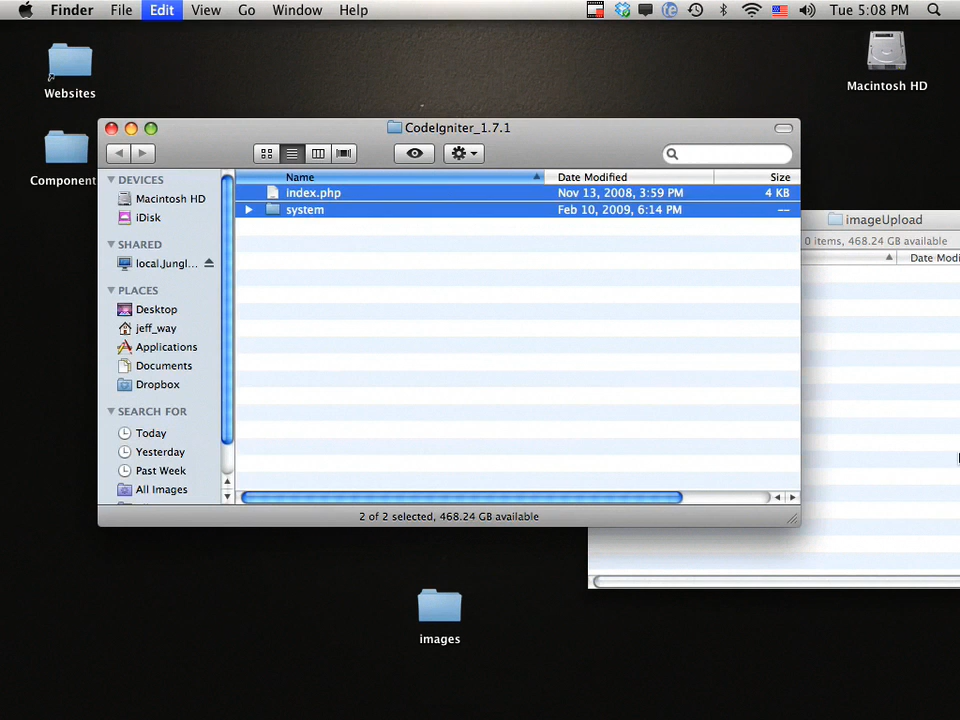 Finder File Edit View Go Window Help Tue 5:08 PM
Websites
Macintosh HD
Component
CodeIgniter_1.7.1
DEVICES
Macintosh HD
iDisk
SHARED
local.Jungl...
PLACES
Desktop
jeff_way
Applications
Documents
Dropbox
SEARCH FOR
Today
Yesterday
Past Week
All Images
Name Date Modified Size
index.php Nov 13, 2008, 3:59 PM 4 KB
system Feb 10, 2009, 6:14 PM --
2 of 2 selected, 468.24 GB available
imageUpload
0 items, 468.24 GB available
Date Modi
images